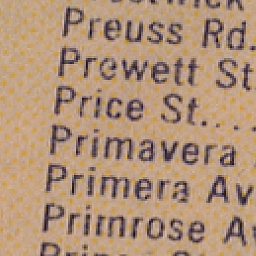 Preuss Rd.
Prewett St
Price St....
Primavera
Primera Av
Primrose A